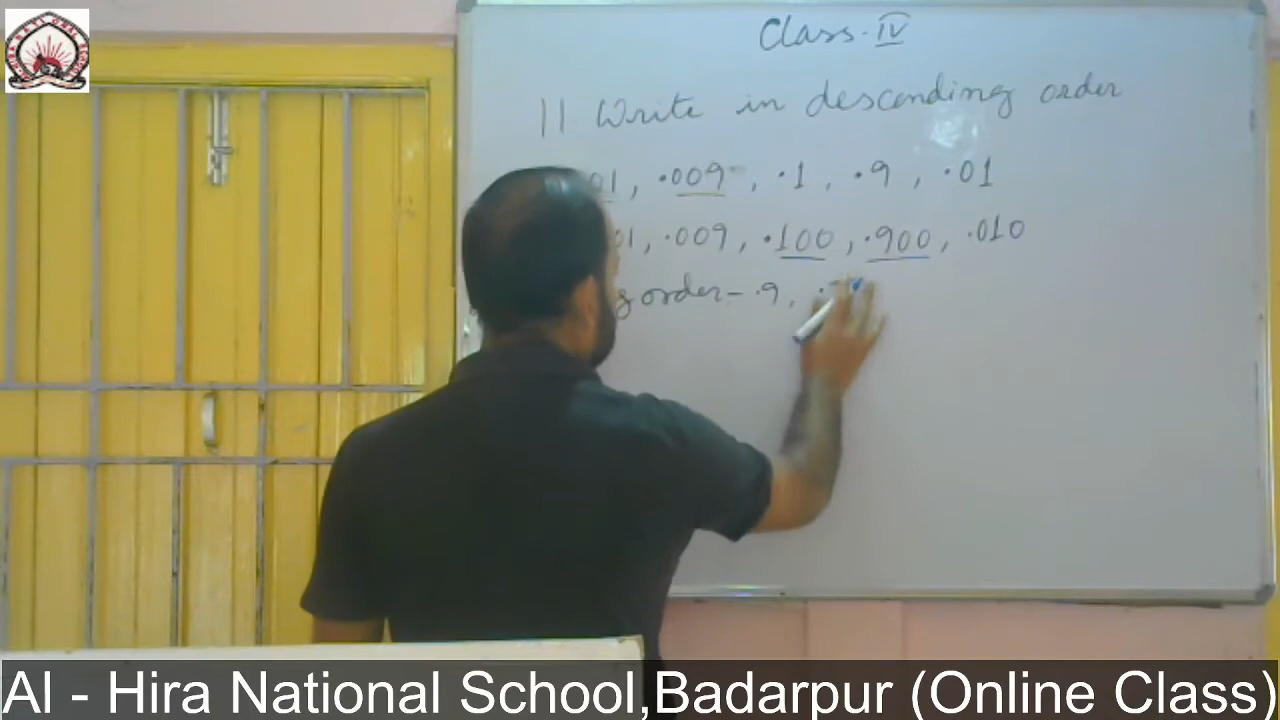 Class-IV
11 Write in descending order
01, .009, .1, .9, .01
01, .009, .100, .900, .010
g order - .9, .
Al - Hira National School,Badarpur (Online Class)